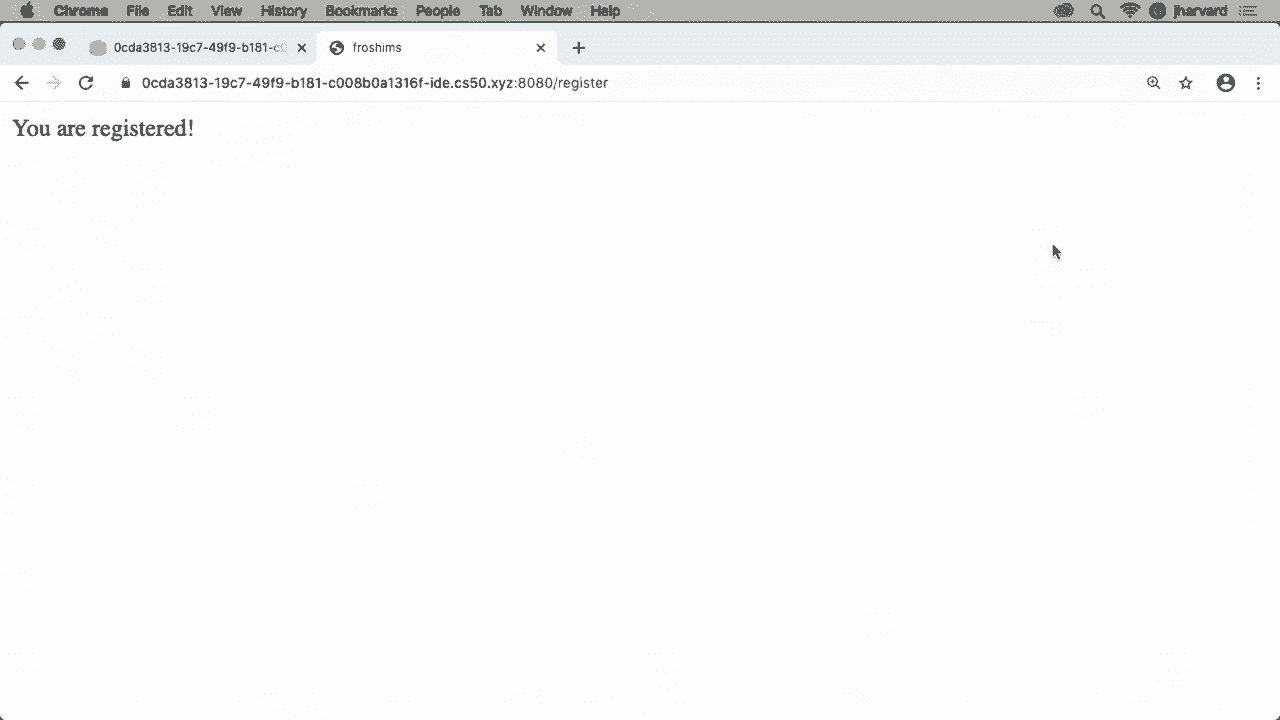 Chrome File Edit View History Bookmarks People Tab Window Help jharvard
0cda3813-19c7-49f9-b181-c0 froshims
0cda3813-19c7-49f9-b181-c008b0a1316f-ide.cs50.xyz:8080/register
You are registered!